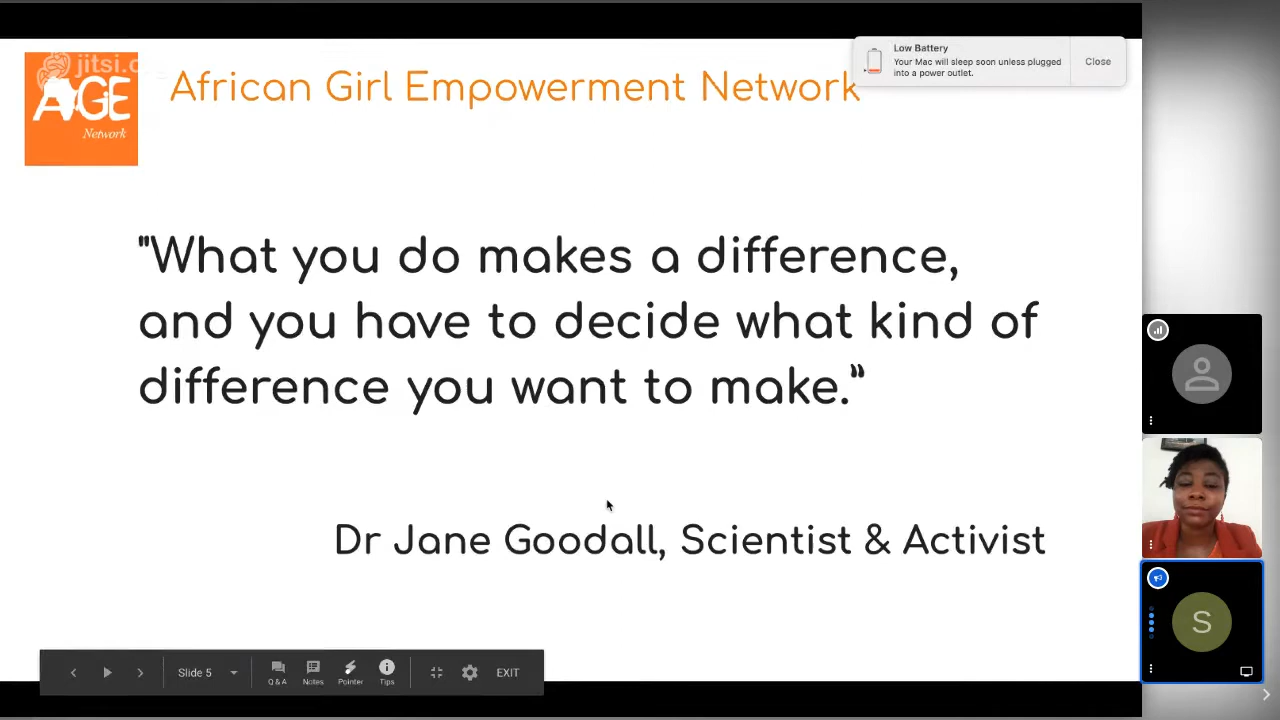 jitsi.
AGE
Network
African Girl Empowerment Network
Low Battery
Your Mac will sleep soon unless plugged
into a power outlet.
Close
"What you do makes a difference,
and you have to decide what kind of
difference you want to make.”
Dr Jane Goodall, Scientist & Activist
Slide 5
Q & A
Notes
Pointer
Tips
EXIT
S